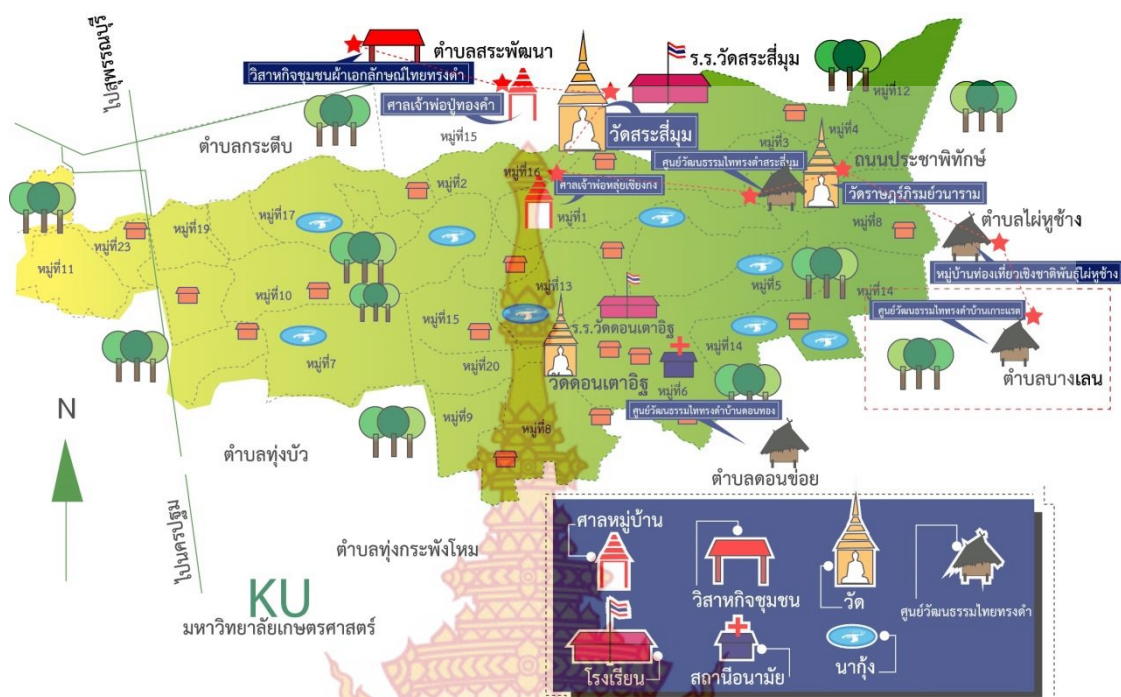 ไปสุพรรณบุรี
ตำบลสระพัฒนา
วิสาหกิจชุมชนผ้าเอกลักษณ์ไทยทรงดำ
ร.ร.วัดสระสี่มุม
ศาลเจ้าพ่อปู่ทองคำ
วัดสระสี่มุม
หมู่ที่12
หมู่ที่4
หมู่ที่3
หมู่ที่15
ตำบลกระตีบ
ถนนประชาพิทักษ์
ศูนย์วัฒนธรรมไททรงดำสระสี่มุม
หมู่ที่16
หมู่ที่2
ศาลเจ้าพ่อหลุ่ยเชียงกง
วัดราษฎร์ภิรมย์วนาราม
หมู่ที่17
หมู่ที่1
หมู่ที่8
ตำบลไผ่หูช้าง
หมู่ที่19
หมู่ที่23
หมู่ที่11
หมู่บ้านท่องเที่ยวเชิงชาติพันธุ์ไผ่หูช้าง
หมู่ที่10
หมู่ที่13
หมู่ที่5
หมู่ที่14
ศูนย์วัฒนธรรมไททรงดำบ้านเกาะแรต
หมู่ที่15
ร.ร.วัดดอนเตาอิฐ
หมู่ที่7
หมู่ที่14
หมู่ที่20
วัดดอนเตาอิฐ
หมู่ที่6
ตำบลบางเลน
N
หมู่ที่9
ศูนย์วัฒนธรรมไททรงดำบ้านดอนทอง
หมู่ที่8
ตำบลทุ่งบัว
ตำบลดอนข่อย
ไปนครปฐม
ตำบลทุ่งกระพังโหม
KU
มหาวิทยาลัยเกษตรศาสตร์
ศาลหมู่บ้าน
วิสาหกิจชุมชน
วัด
ศูนย์วัฒนธรรมไทยทรงดำ
โรงเรียน
สถานีอนามัย
นากุ้ง